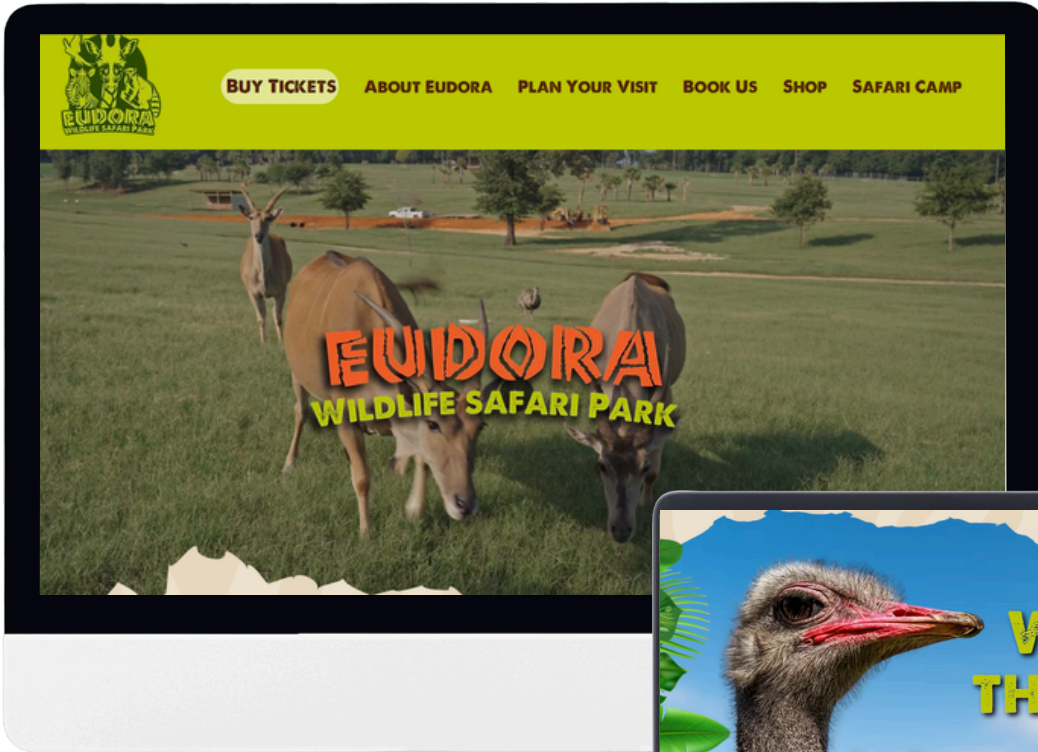 EUDORA
WILDLIFE SAFARI PARK
BUY TICKETS ABOUT EUDORA PLAN YOUR VISIT BOOK US SHOP SAFARI CAMP
EUDORA
WILDLIFE SAFARI PARK